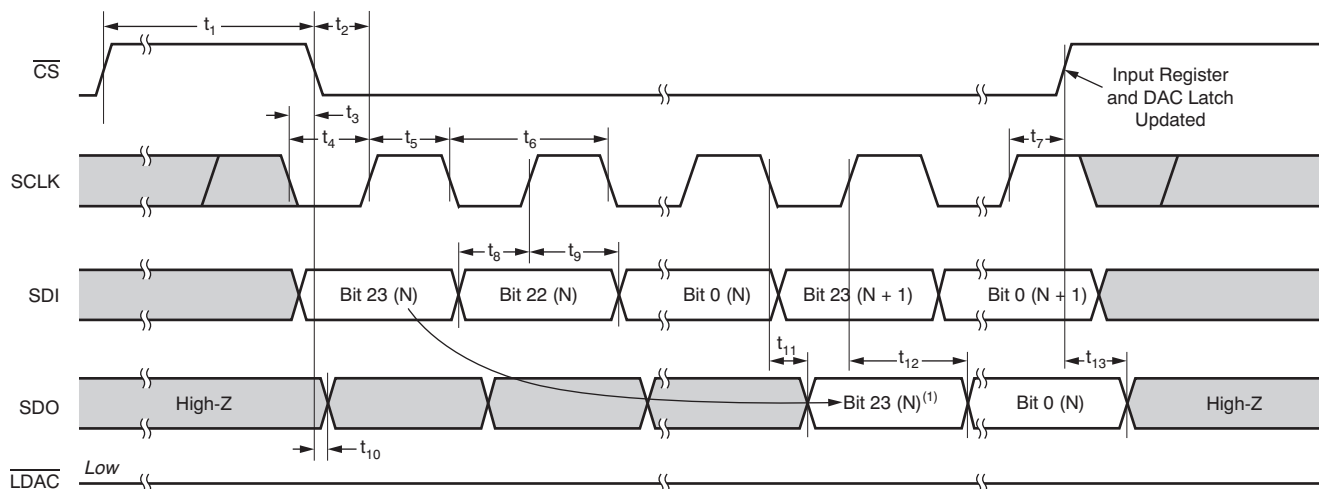 t1 t2
CS
Input Register
and DAC Latch
Updated
t3
t4 t5 t6 t7
SCLK
t8 t9
SDI Bit 23 (N) Bit 22 (N) Bit 0 (N) Bit 23 (N + 1) Bit 0 (N + 1)
t11 t12 t13
SDO High-Z Bit 23 (N)(1) Bit 0 (N) High-Z
t10
LDAC Low